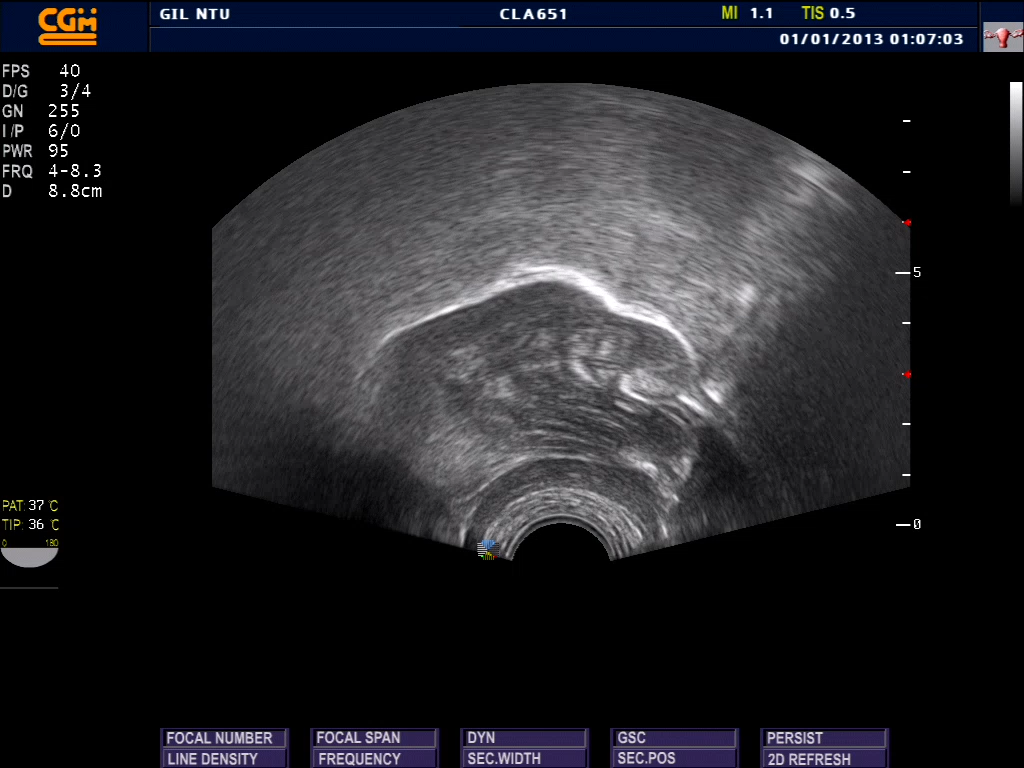 CGM
GIL NTU CLA651 MI 1.1 TIS 0.5
01/01/2013 01:07:03
FPS 40
D/G 3/4
GN 255
I/P 6/0
PWR 95
FRQ 4-8.3
D 8.8cm
5
PAT: 37 °C
TIP: 36 °C
0 180
0
FOCAL NUMBER FOCAL SPAN DYN GSC PERSIST
LINE DENSITY FREQUENCY SEC.WIDTH SEC.POS 2D REFRESH